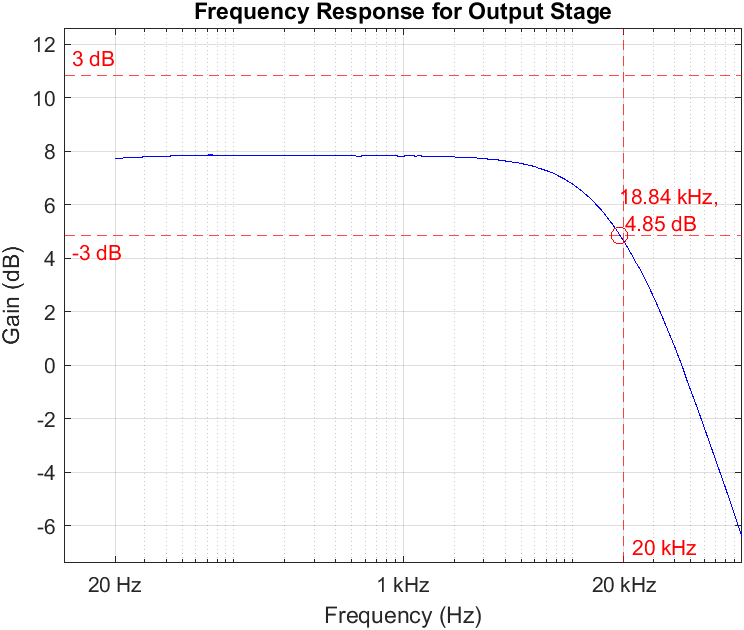 Frequency Response for Output Stage
12
3 dB
10
8
6
18.84 kHz,
4.85 dB
-3 dB
4
2
0
-2
-4
-6
20 kHz
20 Hz
1 kHz
20 kHz
Frequency (Hz)
Gain (dB)